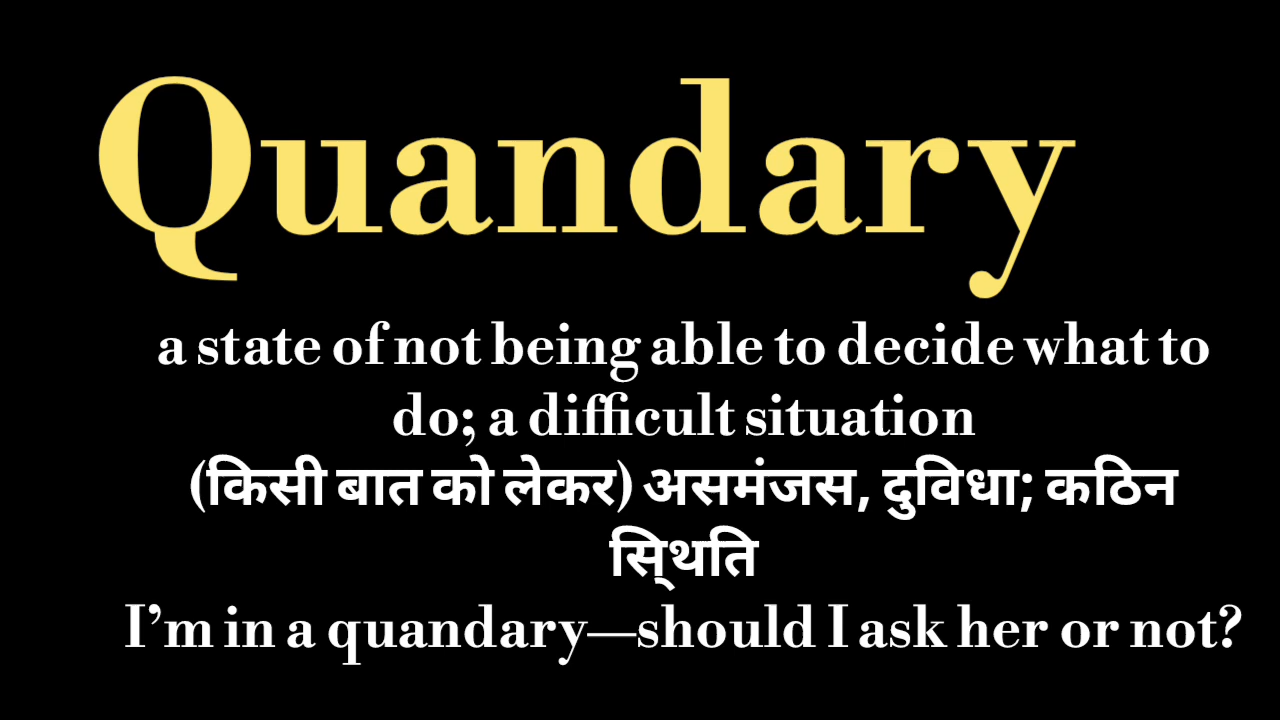 Quandary
a state of not being able to decide what to
do; a difficult situation
(किसी बात को लेकर) असमंजस, दुविधा; कठिन
स्थिति
I’m in a quandary—should I ask her or not?